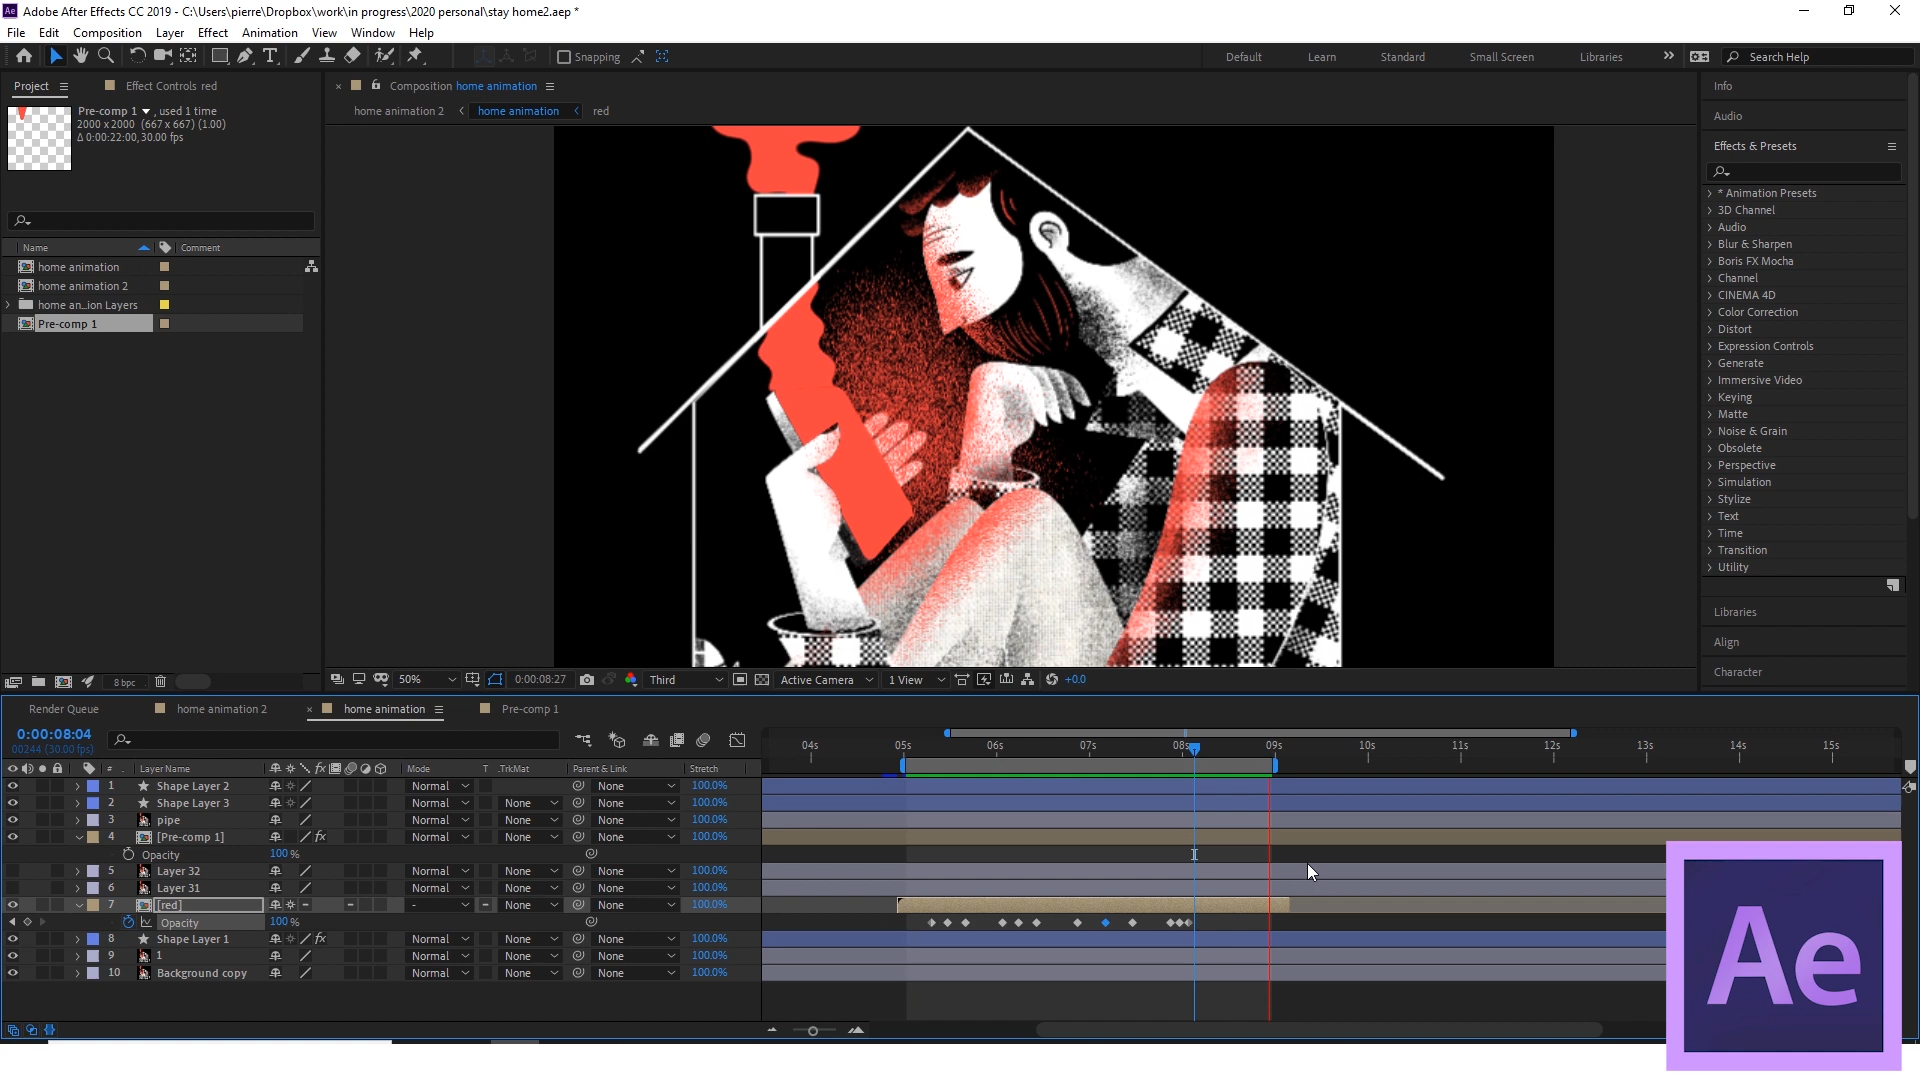 Adobe After Effects CC 2019 - C:\Users\pierre\Dropbox\work\in progress\2020 personal\stay home2.aep *
File Edit Composition Layer Effect Animation View Window Help
Snapping
Default Learn Standard Small Screen Libraries Search Help
Project Effect Controls red
Pre-comp 1 , used 1 time
2000 x 2000 (667 x 667) (1.00)
Δ 0:00:22:00, 30.00 fps
Name Comment
home animation
home animation 2
home an...ion Layers
Pre-comp 1
8 bpc
Composition home animation
home animation 2 home animation red
50% 0:00:08:27 Third Active Camera 1 View +0.0
Info
Audio
Effects & Presets
* Animation Presets
3D Channel
Audio
Blur & Sharpen
Boris FX Mocha
Channel
CINEMA 4D
Color Correction
Distort
Expression Controls
Generate
Immersive Video
Keying
Matte
Noise & Grain
Obsolete
Perspective
Simulation
Stylize
Text
Time
Transition
Utility
Libraries
Align
Character
Render Queue home animation 2 home animation Pre-comp 1
0:00:08:04
00244 (30.00 fps)
04s 05s 06s 07s 08s 09s 10s 11s 12s 13s 14s 15s
# Layer Name fx Mode T .TrkMat Parent & Link Stretch
1 Shape Layer 2 Normal None 100.0%
2 Shape Layer 3 Normal None None 100.0%
3 pipe Normal None None 100.0%
4 [Pre-comp 1] fx Normal None None 100.0%
Opacity 100 %
5 Layer 32 Normal None None 100.0%
6 Layer 31 Normal None None 100.0%
7 [red] - None None 100.0%
Opacity 100 %
8 Shape Layer 1 fx Normal None None 100.0%
9 1 Normal None None 100.0%
10 Background copy Normal None None 100.0%
Ae